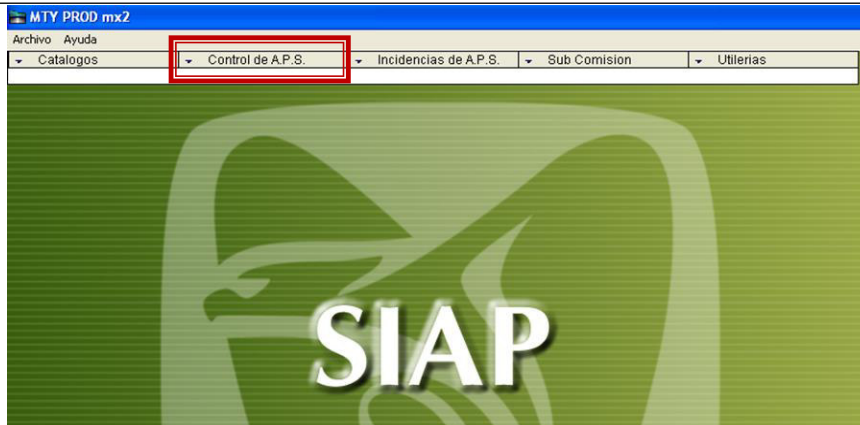 MTY PROD mx2
Archivo Ayuda
Catalogos Control de A.P.S. Incidencias de A.P.S. Sub Comision Utilerias
SIAP